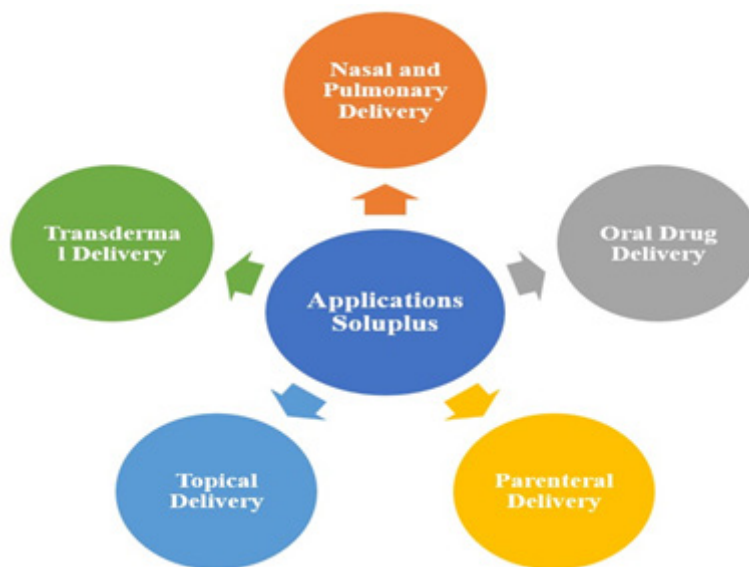 Nasal and
Pulmonary
Delivery
Transderma
l Delivery
Oral Drug
Delivery
Applications
Soluplus
Topical
Delivery
Parenteral
Delivery